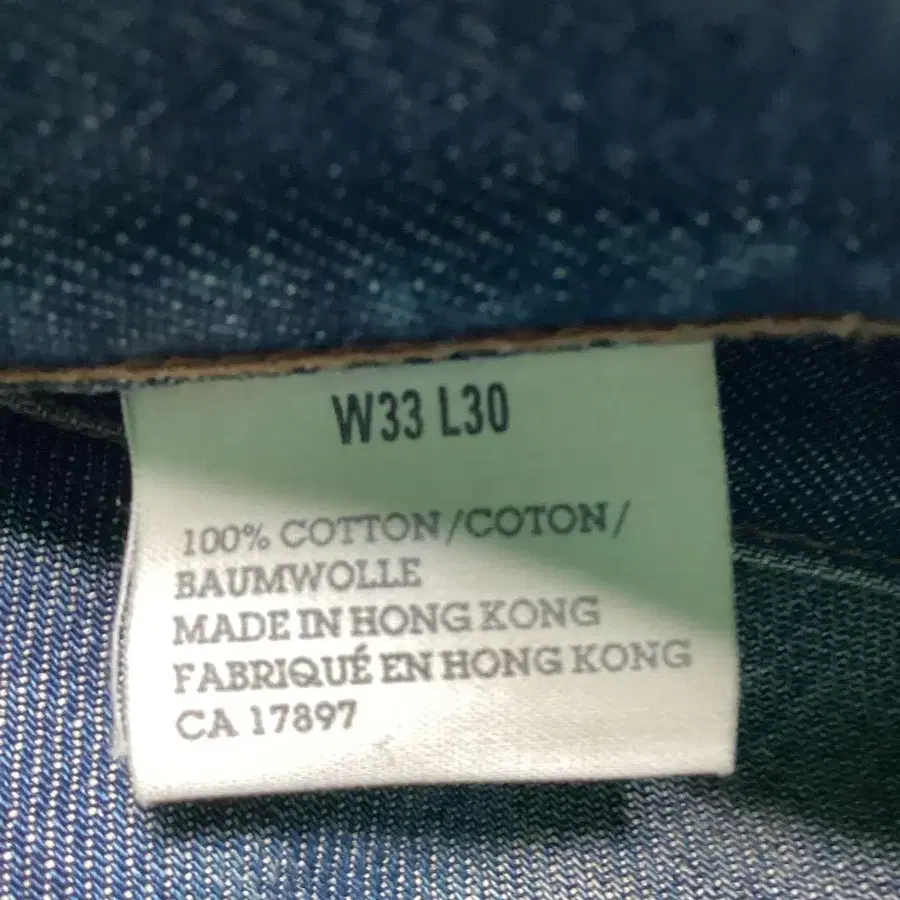 W33 L30
100% COTTON/COTON/
BAUMWOLLE
MADE IN HONG KONG
FABRIQUÉ EN HONG KONG
CA 17897